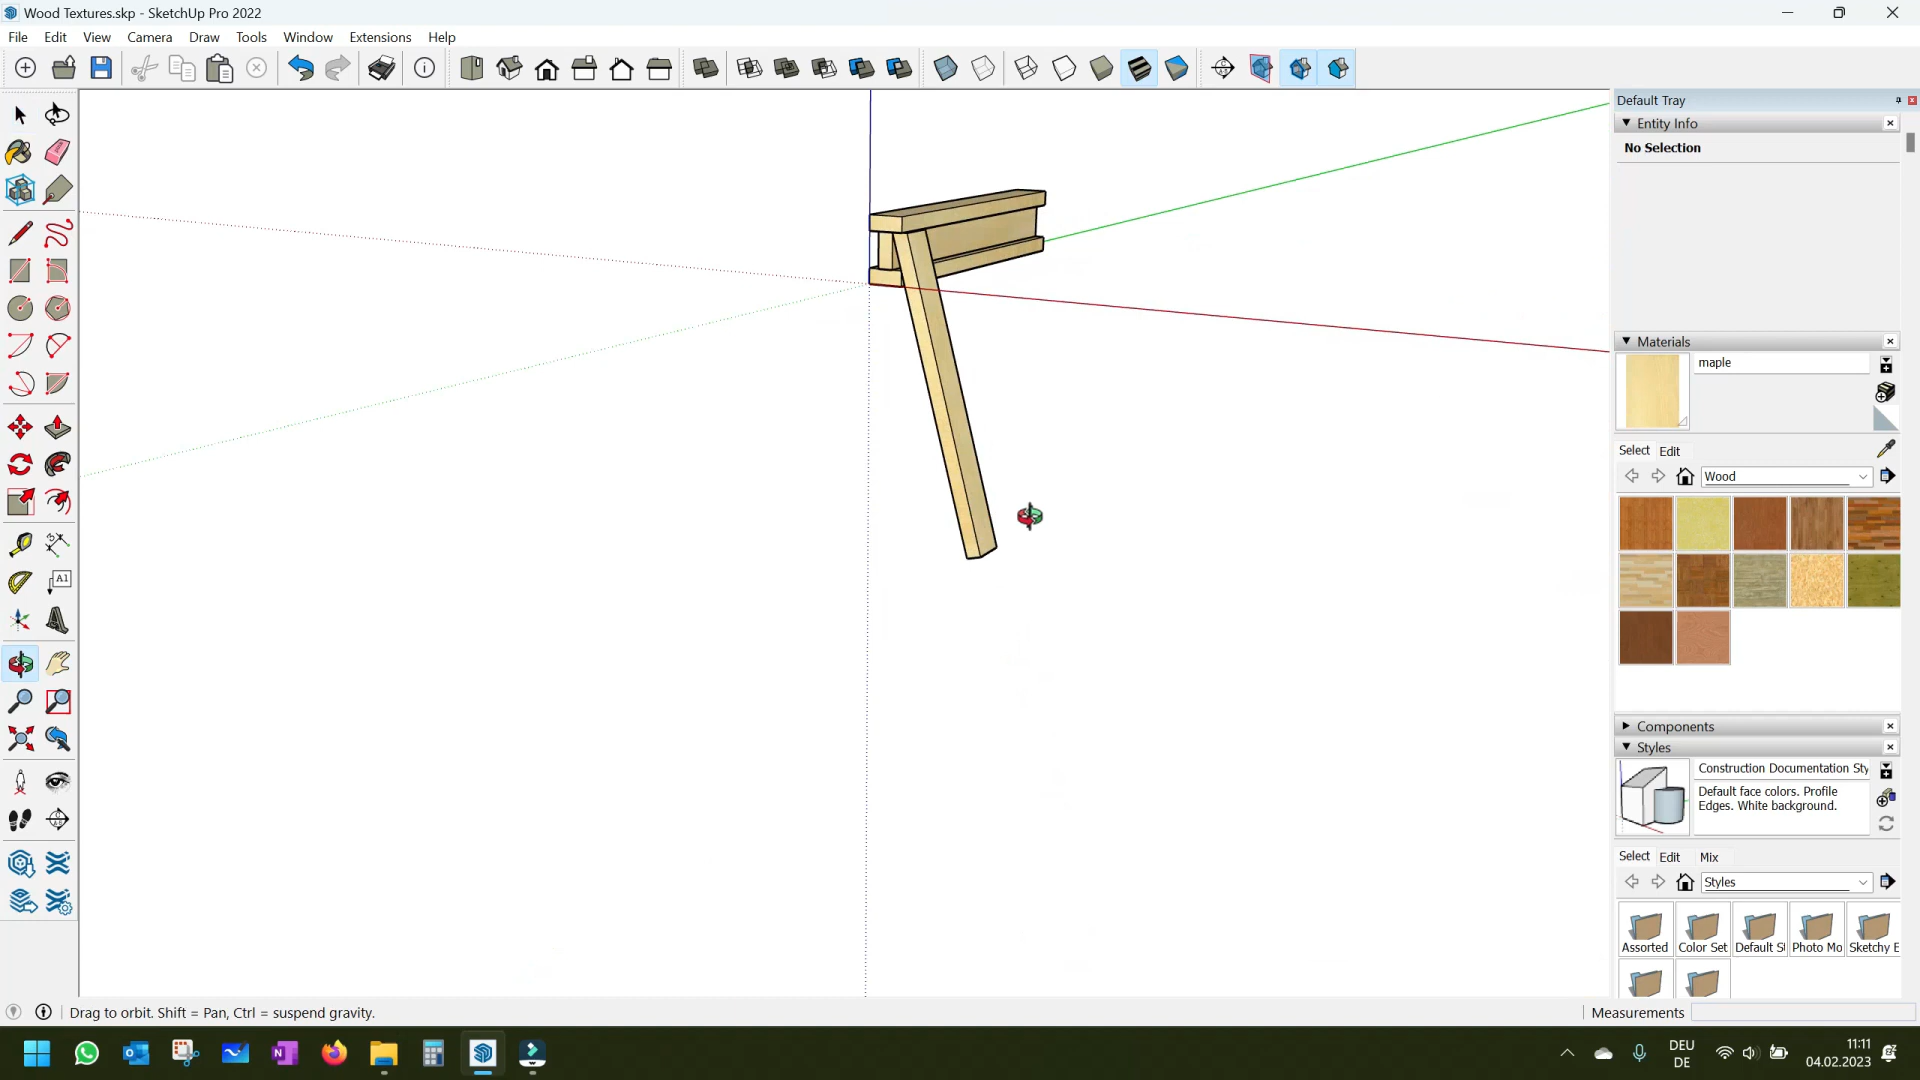 Wood Textures.skp - SketchUp Pro 2022
File Edit View Camera Draw Tools Window Extensions Help
Default Tray
Entity Info
No Selection
Materials
maple
Select Edit
Wood
A1
Components
Styles
Construction Documentation Sty
Default face colors. Profile
Edges. White background.
Select Edit Mix
Styles
Assorted Color Set Default S Photo Mo Sketchy E
Drag to orbit. Shift = Pan, Ctrl = suspend gravity.
Measurements
DEU
DE
11:11
04.02.2023